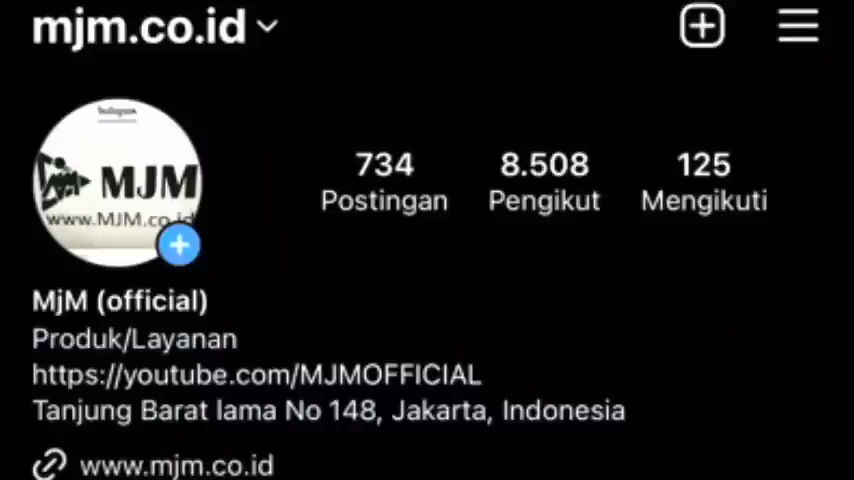 mjm.co.id
Instagram
MJM
www.MJM.co.id
734 8.508 125
Postingan Pengikut Mengikuti
MjM (official)
Produk/Layanan
https://youtube.com/MJMOFFICIAL
Tanjung Barat lama No 148, Jakarta, Indonesia
www.mjm.co.id